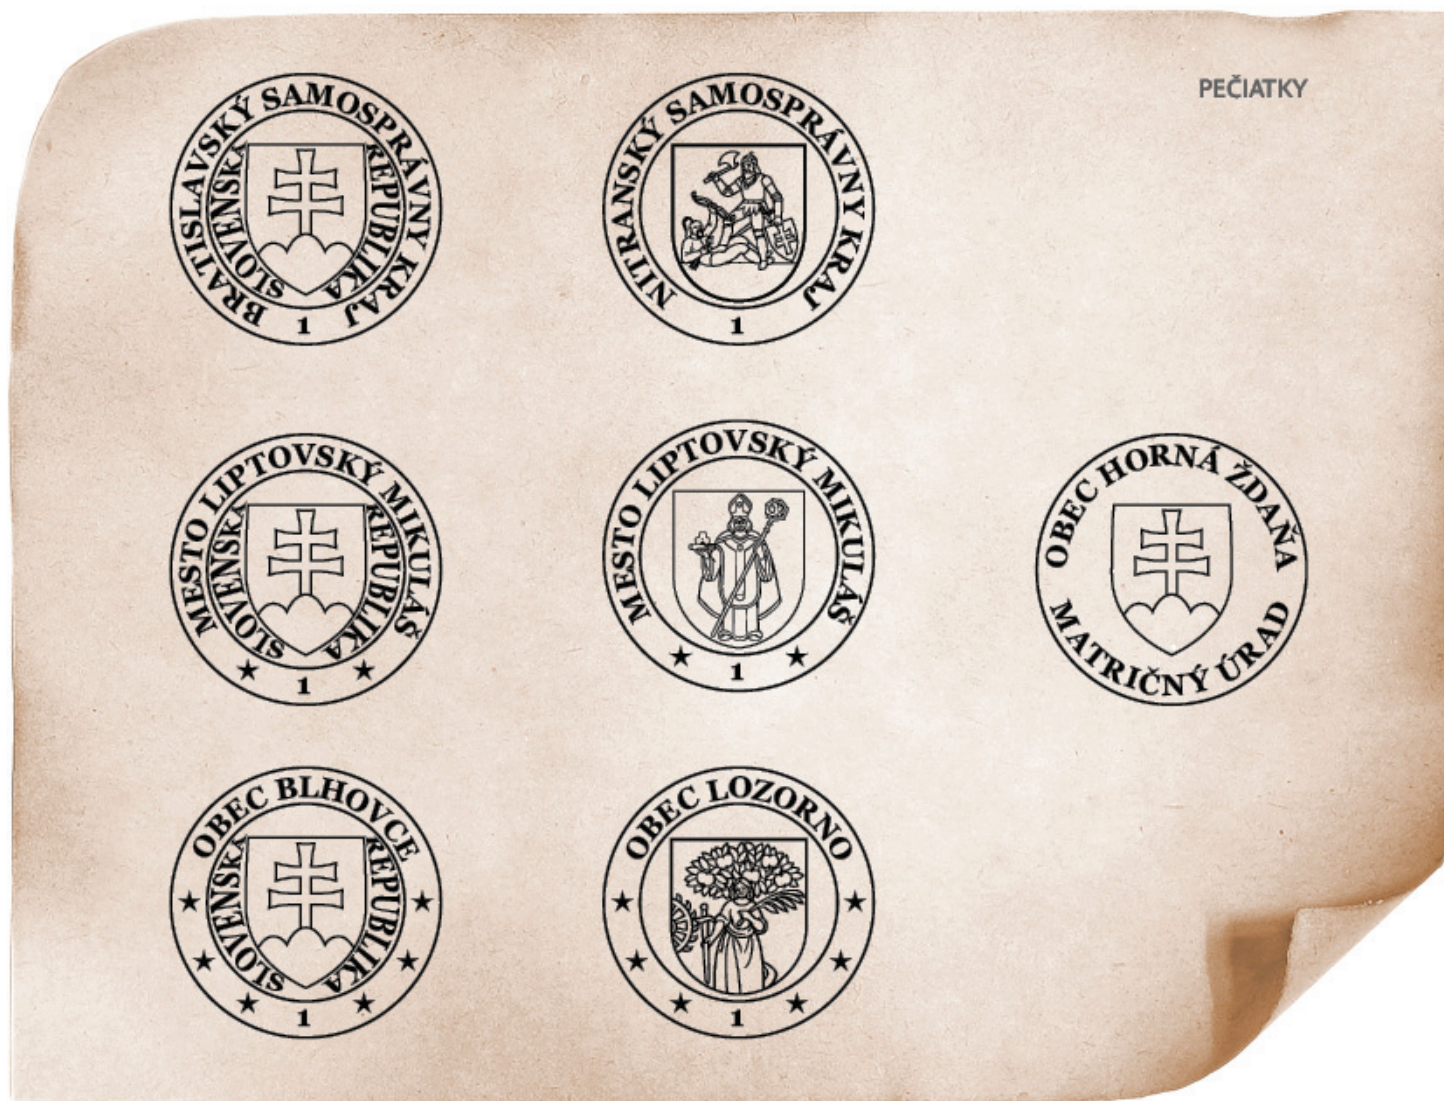 PEČIATKY
BRATISLAVSKÝ SAMOSPRÁVNY KRAJ
SLOVENSKÁ REPUBLIKA
1
NITRANSKÝ SAMOSPRÁVNY KRAJ
1
MESTO LIPTOVSKÝ MIKULÁŠ
SLOVENSKÁ REPUBLIKA
1
MESTO LIPTOVSKÝ MIKULÁŠ
1
OBEC HORNÁ ŽDAŇA
MATRIČNÝ ÚRAD
OBEC BLHOVCE
SLOVENSKÁ REPUBLIKA
1
OBEC LOZORNO
1